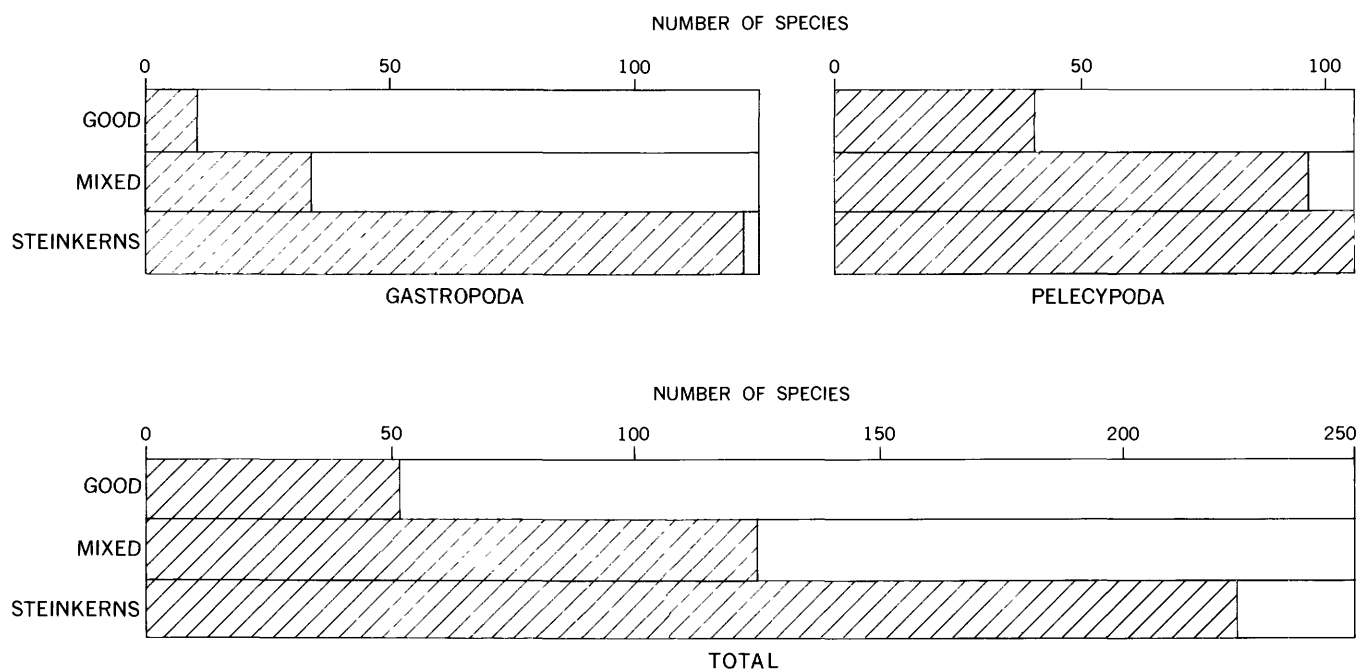 NUMBER OF SPECIES
0 50 100
0 50 100
GOOD
MIXED
STEINKERNS
GASTROPODA
PELECYPODA
NUMBER OF SPECIES
0 50 100 150 200 250
GOOD
MIXED
STEINKERNS
TOTAL